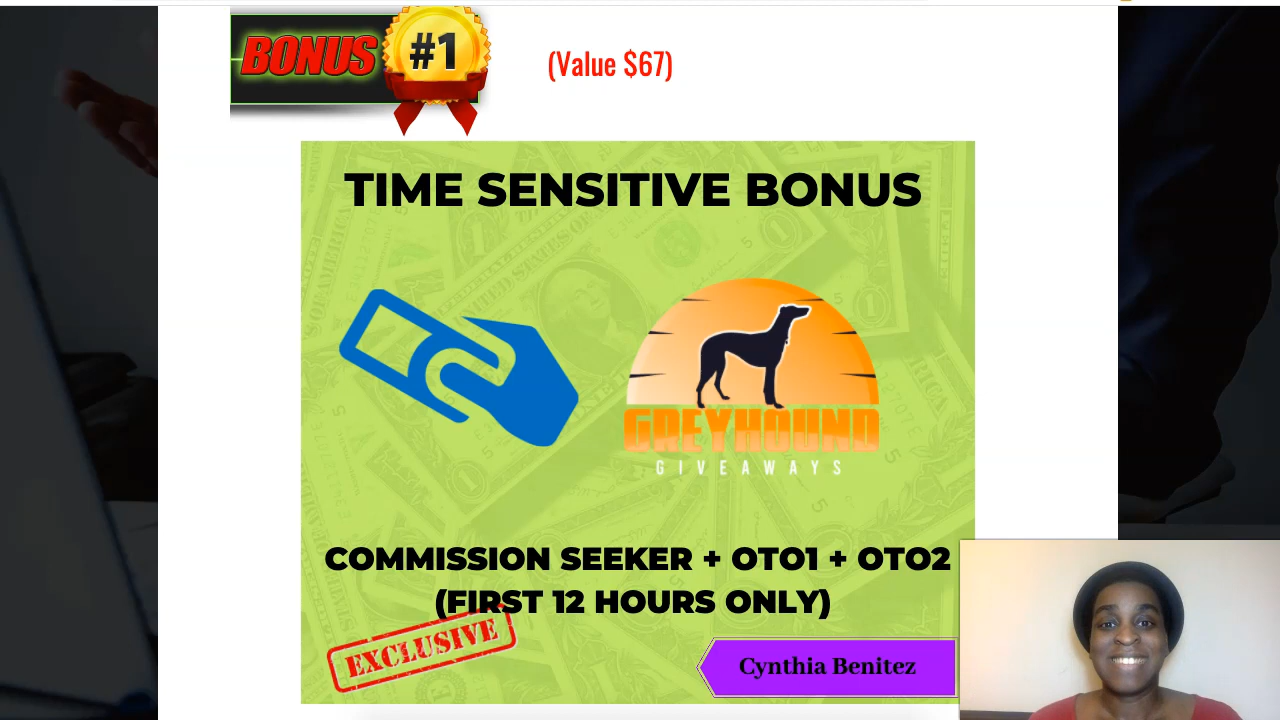 BONUS #1
(Value $67)
TIME SENSITIVE BONUS
GREYHOUND
GIVEAWAYS
COMMISSION SEEKER + OTO1 + OTO2
(FIRST 12 HOURS ONLY)
EXCLUSIVE
Cynthia Benitez